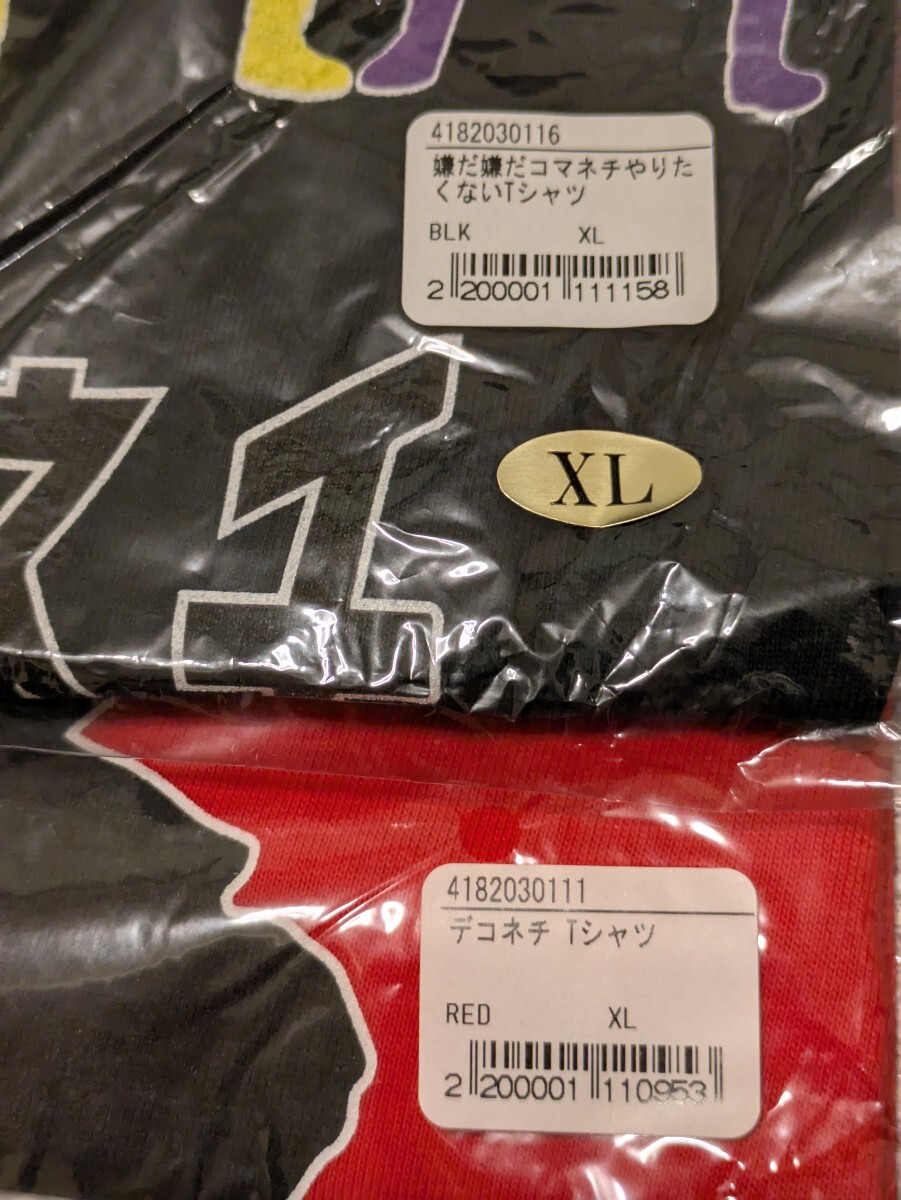 4182030116
嫌だ嫌だコマネチやりた
くないTシャツ
BLK XL
2 200001 111158
XL
4182030111
デコネチ Tシャツ
RED XL
2 200001 110953